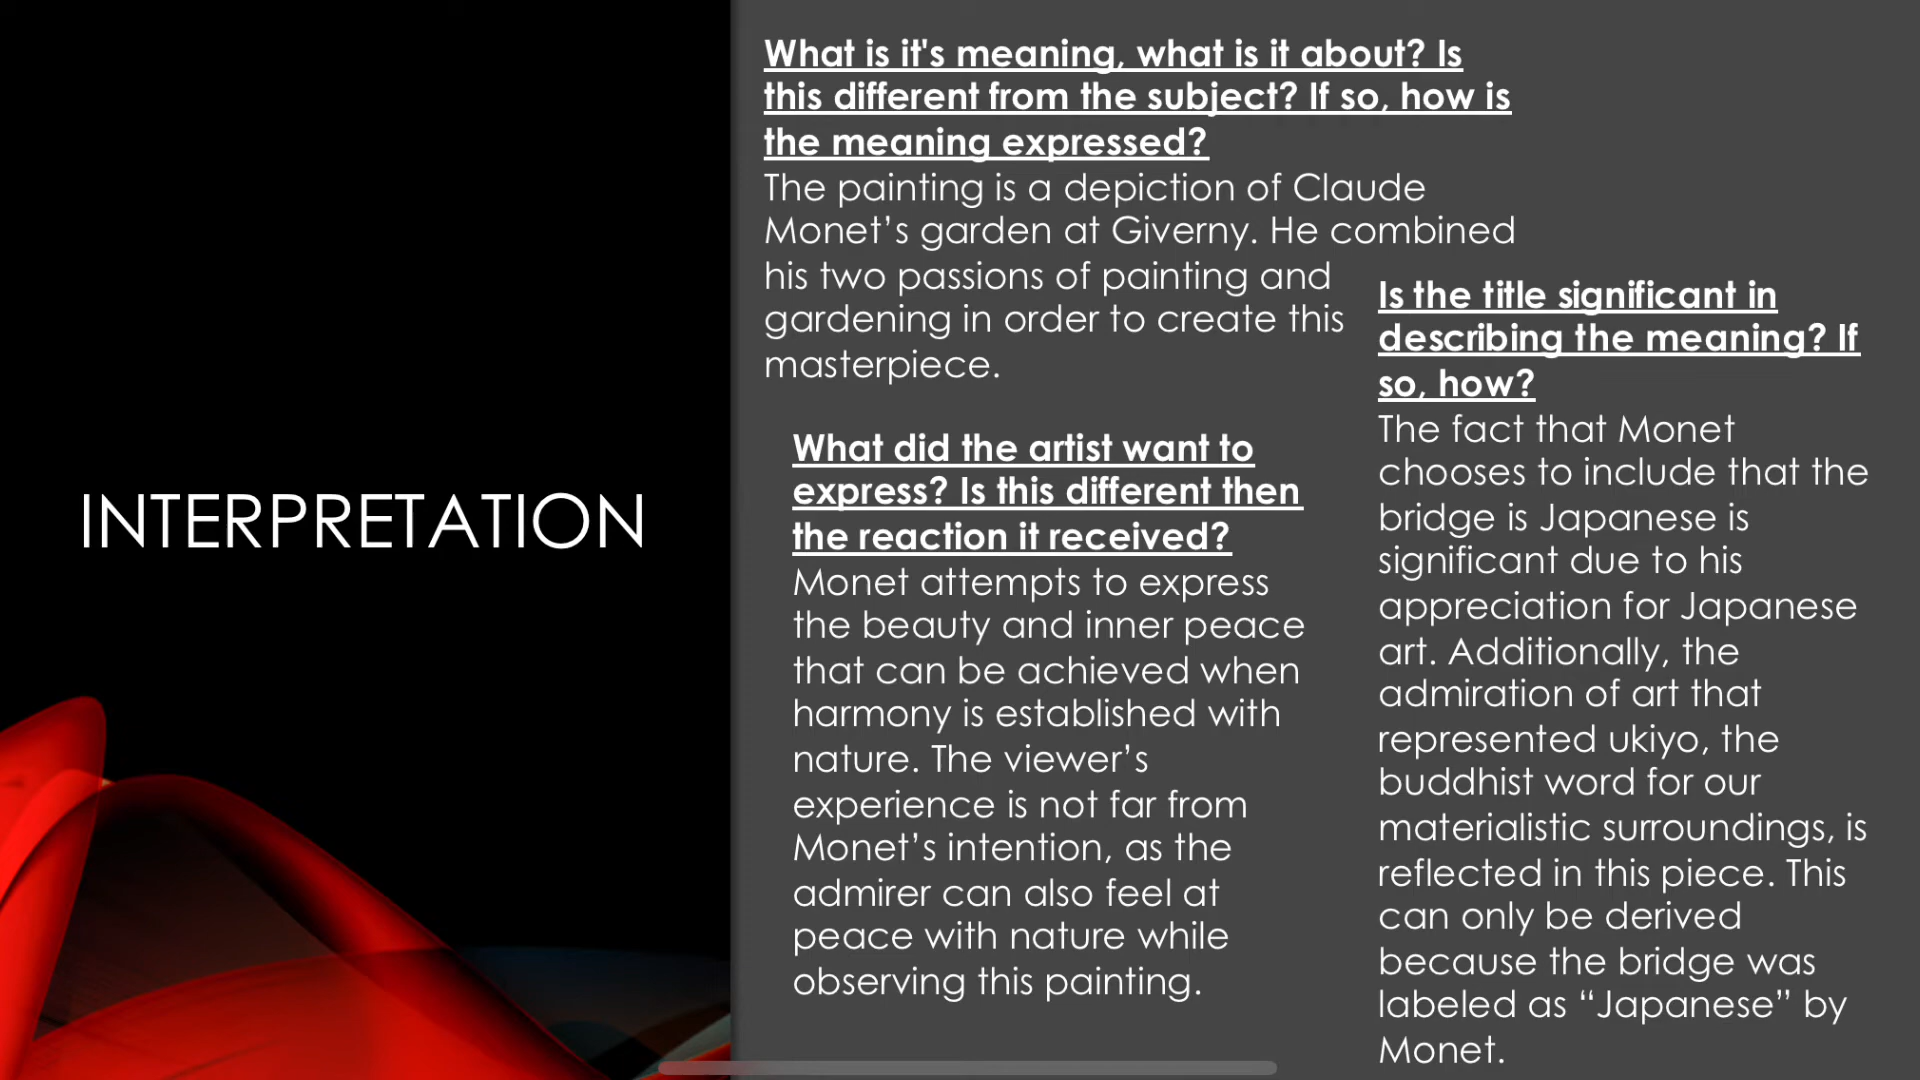 INTERPRETATION
What is it's meaning, what is it about? Is
this different from the subject? If so, how is
the meaning expressed?
The painting is a depiction of Claude
Monet’s garden at Giverny. He combined
his two passions of painting and
gardening in order to create this
masterpiece.
What did the artist want to
express? Is this different then
the reaction it received?
Monet attempts to express
the beauty and inner peace
that can be achieved when
harmony is established with
nature. The viewer’s
experience is not far from
Monet’s intention, as the
admirer can also feel at
peace with nature while
observing this painting.
Is the title significant in
describing the meaning? If
so, how?
The fact that Monet
chooses to include that the
bridge is Japanese is
significant due to his
appreciation for Japanese
art. Additionally, the
admiration of art that
represented ukiyo, the
buddhist word for our
materialistic surroundings, is
reflected in this piece. This
can only be derived
because the bridge was
labeled as “Japanese” by
Monet.